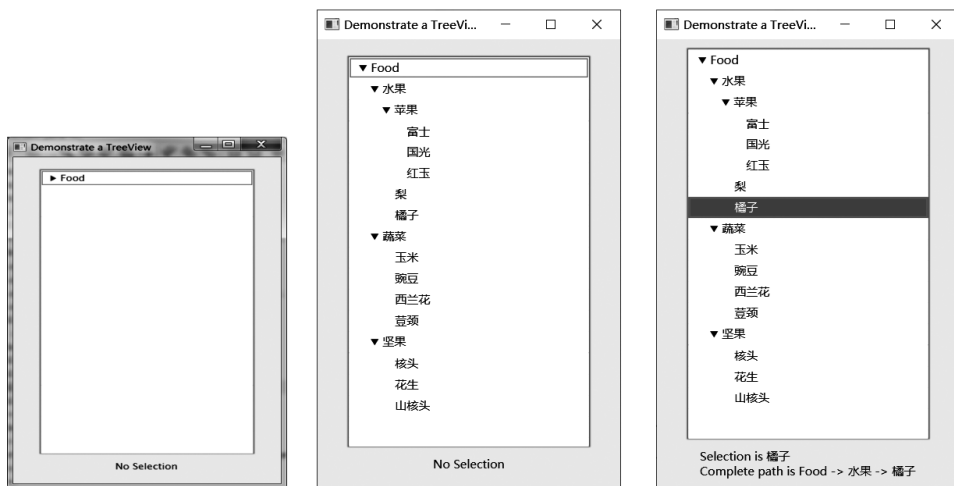 Demonstrate a TreeView
▶ Food
No Selection
Demonstrate a TreeVi...
▼ Food
▼ 水果
▼ 苹果
富士
国光
红玉
梨
橘子
▼ 蔬菜
玉米
豌豆
西兰花
荳颈
▼ 坚果
核头
花生
山核头
No Selection
Demonstrate a TreeVi...
▼ Food
▼ 水果
▼ 苹果
富士
国光
红玉
梨
橘子
▼ 蔬菜
玉米
豌豆
西兰花
荳颈
▼ 坚果
核头
花生
山核头
Selection is 橘子
Complete path is Food -> 水果 -> 橘子